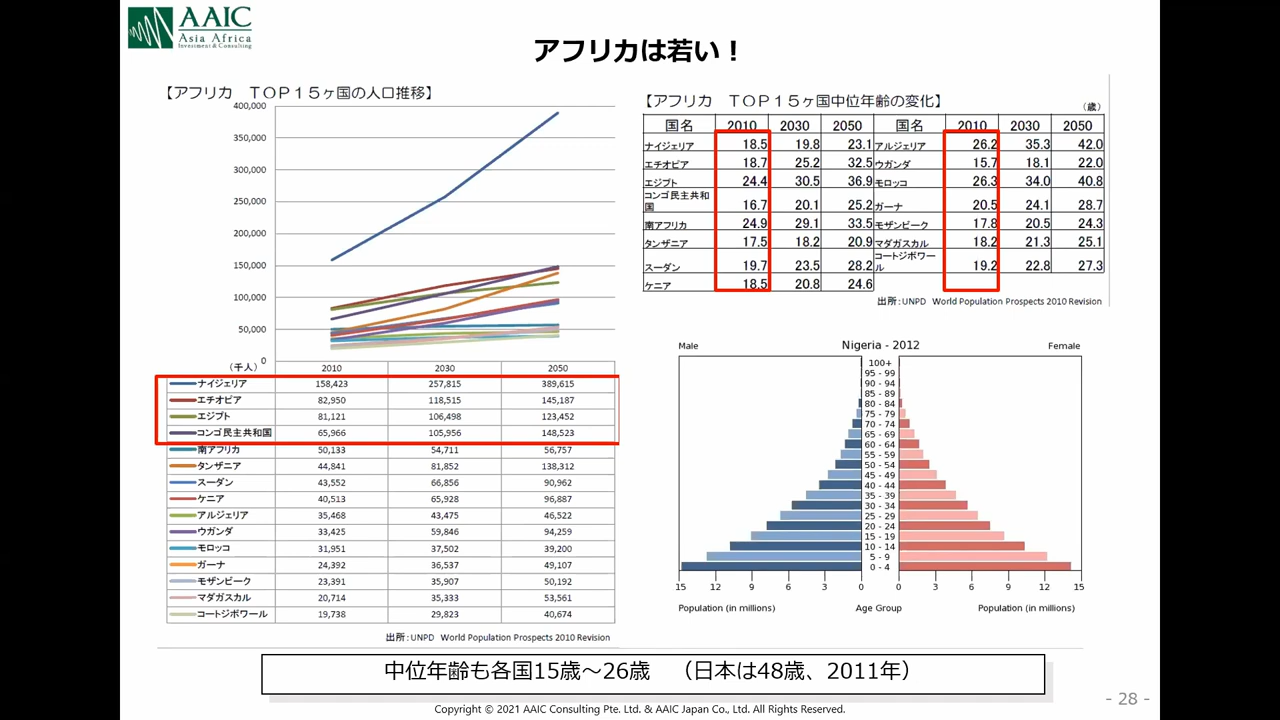 AAIC
Asia Africa
Investment & Consulting
アフリカは若い！
【アフリカ　TOP１５ヶ国の人口推移】
400,000
350,000
300,000
250,000
200,000
150,000
100,000
50,000
0
（千人） 2010 2030 2050
ナイジェリア 158,423 257,815 389,615
エチオピア 82,950 118,515 145,187
エジプト 81,121 106,498 123,452
コンゴ民主共和国 65,966 105,956 148,523
南アフリカ 50,133 54,711 56,757
タンザニア 44,841 81,852 138,312
スーダン 43,552 66,856 90,962
ケニア 40,513 65,928 96,887
アルジェリア 35,468 43,475 46,522
ウガンダ 33,425 59,846 94,259
モロッコ 31,951 37,502 39,200
ガーナ 24,392 36,537 49,107
モザンビーク 23,391 35,907 50,192
マダガスカル 20,714 35,333 53,561
コートジボワール 19,738 29,823 40,674
出所：UNPD World Population Prospects 2010 Revision
【アフリカ　TOP１５ヶ国中位年齢の変化】
（歳）
国名 2010 2030 2050 国名 2010 2030 2050
ナイジェリア 18.5 19.8 23.1 アルジェリア 26.2 35.3 42.0
エチオピア 18.7 25.2 32.5 ウガンダ 15.7 18.1 22.0
エジプト 24.4 30.5 36.9 モロッコ 26.3 34.0 40.8
コンゴ民主共和
国 16.7 20.1 25.2 ガーナ 20.5 24.1 28.7
南アフリカ 24.9 29.1 33.5 モザンビーク 17.8 20.5 24.3
タンザニア 17.5 18.2 20.9 マダガスカル 18.2 21.3 25.1
コートジボワー
スーダン 19.7 23.5 28.2 ル 19.2 22.8 27.3
ケニア 18.5 20.8 24.6
出所：UNPD World Population Prospects 2010 Revision
Male Nigeria - 2012 Female
100+
95 - 99
90 - 94
85 - 89
80 - 84
75 - 79
70 - 74
65 - 69
60 - 64
55 - 59
50 - 54
45 - 49
40 - 44
35 - 39
30 - 34
25 - 29
20 - 24
15 - 19
10 - 14
5 - 9
0 - 4
15 12 9 6 3 0 0 3 6 9 12 15
Population (in millions) Age Group Population (in millions)
中位年齢も各国15歳～26歳　（日本は48歳、2011年）
Copyright © 2021 AAIC Consulting Pte. Ltd. & AAIC Japan Co., Ltd. All Rights Reserved.
- 28 -